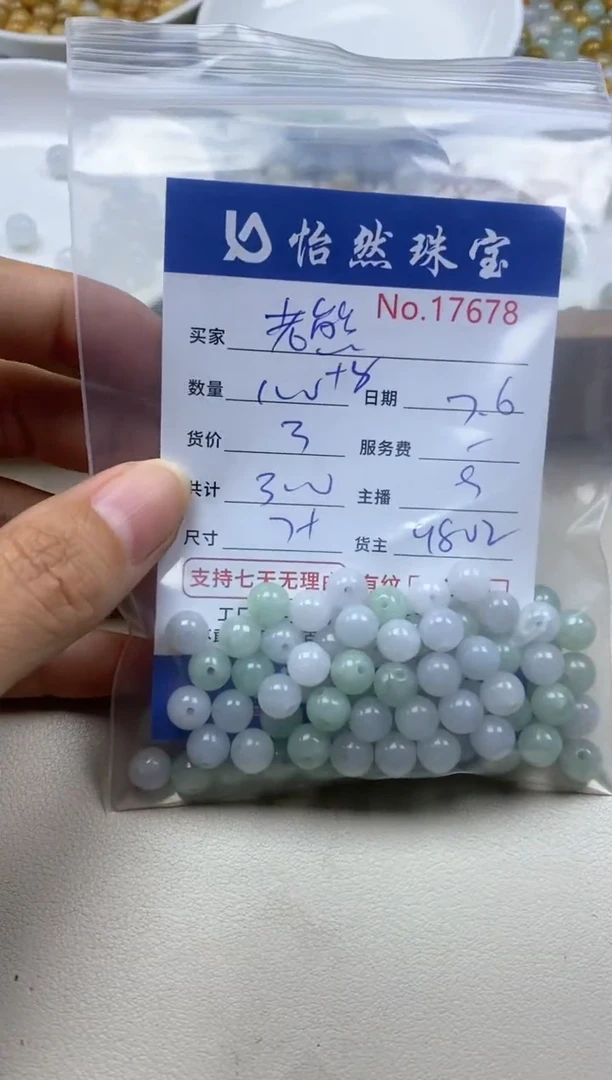 怡然珠宝
No.17678
买家 老熊
数量 100+8 日期 7.6
货价 3 服务费 -
共计 300 主播
尺寸 7+ 货主 4802
支持七天无理由 有纹